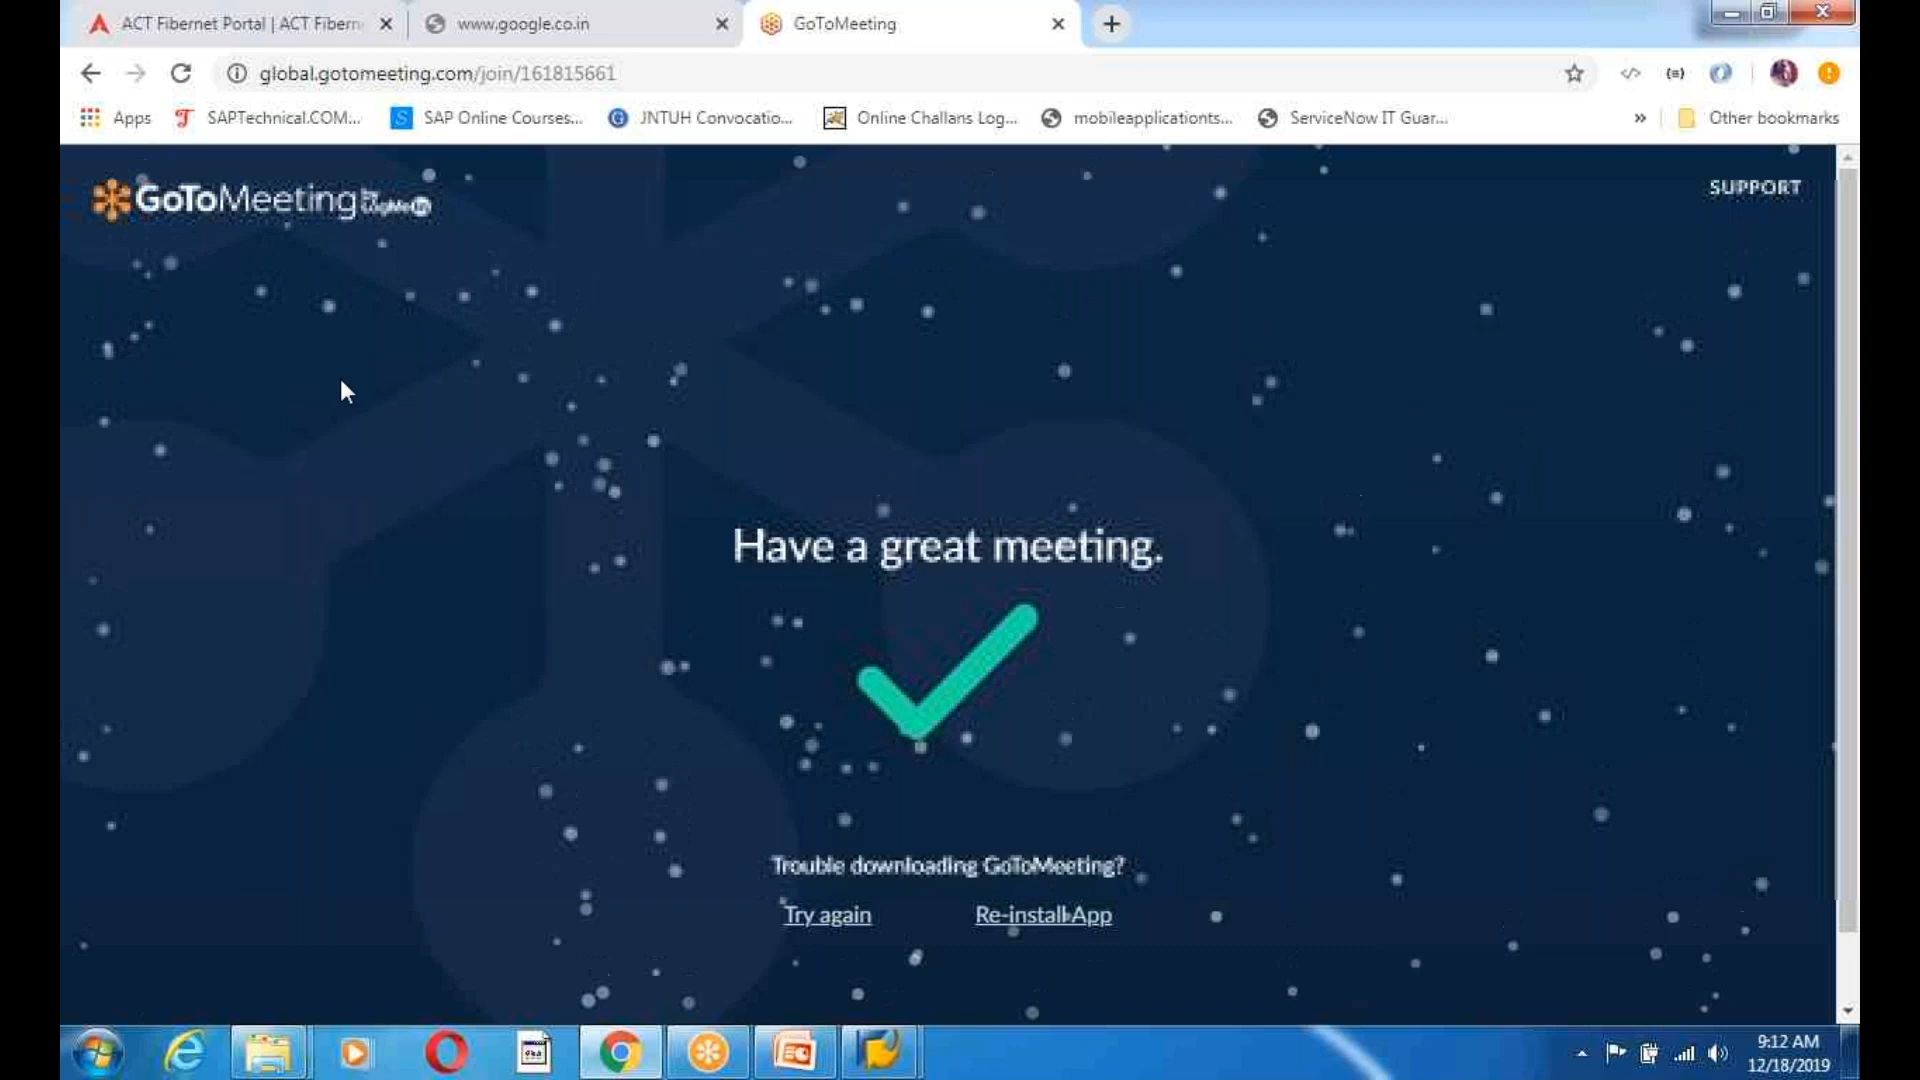 ACT Fibernet Portal | ACT Fibern
www.google.co.in
GoToMeeting
global.gotomeeting.com/join/161815661
Apps
SAPTechnical.COM...
SAP Online Courses...
JNTUH Convocatio...
Online Challans Log...
mobileapplicationts...
ServiceNow IT Guar...
»
Other bookmarks
GoToMeeting by LogMeIn
SUPPORT
Have a great meeting.
Trouble downloading GoToMeeting?
Try again
Re-install App
9:12 AM
12/18/2019